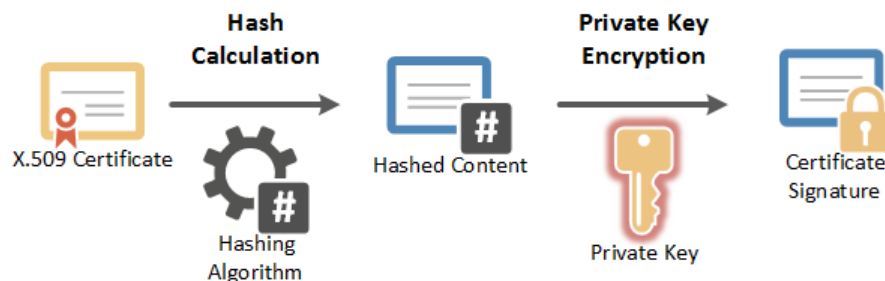 Hash
Calculation
Private Key
Encryption
X.509 Certificate
#
Hashing
Algorithm
#
Hashed Content
Private Key
Certificate
Signature